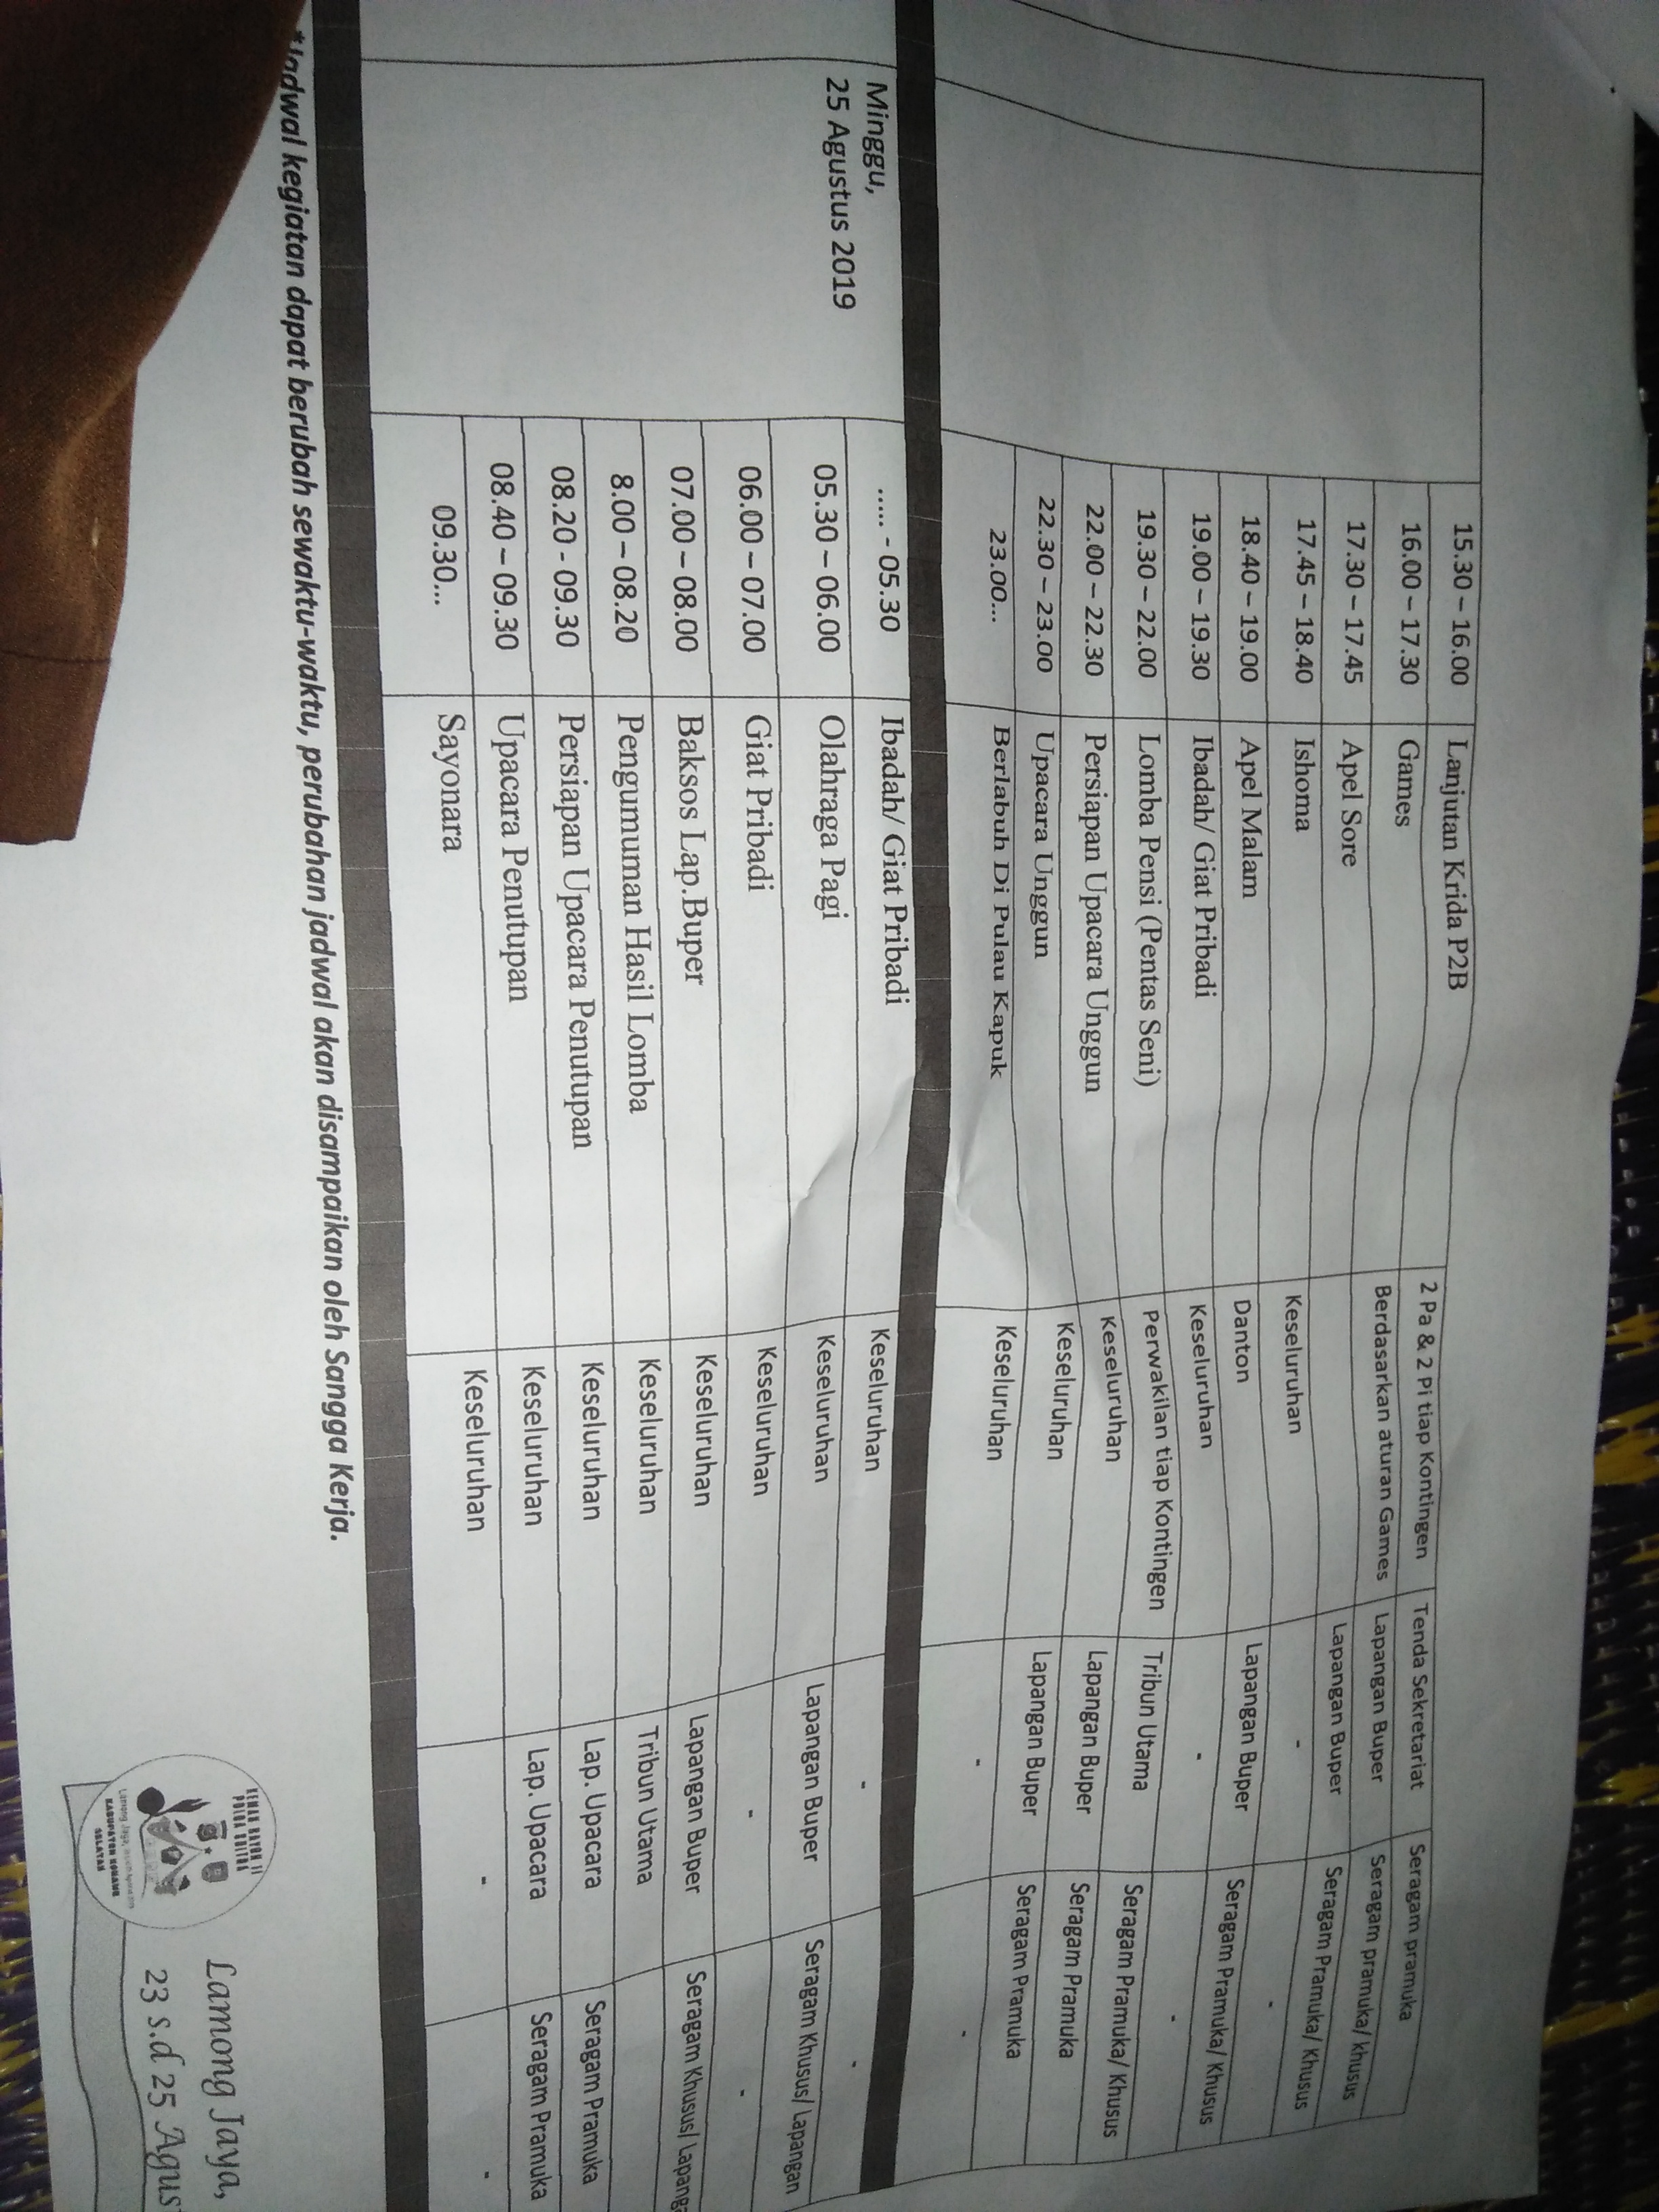 15.30 – 16.00 Lanjutan Krida P2B 2 Pa & 2 Pi tiap Kontingen Tenda Sekretariat Seragam pramuka
16.00 – 17.30 Games Berdasarkan aturan Games Lapangan Buper Seragam pramuka/ khusus
17.30 – 17.45 Apel Sore Lapangan Buper Seragam Pramuka/ Khusus
17.45 – 18.40 Ishoma Keseluruhan - -
18.40 – 19.00 Apel Malam Danton Lapangan Buper Seragam Pramuka/ Khusus
19.00 – 19.30 Ibadah/ Giat Pribadi Keseluruhan - -
19.30 – 22.00 Lomba Pensi (Pentas Seni) Perwakilan tiap Kontingen Tribun Utama Seragam Pramuka/ Khusus
22.00 – 22.30 Persiapan Upacara Unggun Keseluruhan Lapangan Buper Seragam Pramuka
22.30 – 23.00 Upacara Unggun Keseluruhan Lapangan Buper Seragam Pramuka
23.00... Berlabuh Di Pulau Kapuk Keseluruhan - -
Minggu,
25 Agustus 2019
..... - 05.30 Ibadah/ Giat Pribadi Keseluruhan - -
05.30 – 06.00 Olahraga Pagi Keseluruhan Lapangan Buper Seragam Khusus/ Lapangan
06.00 – 07.00 Giat Pribadi Keseluruhan - -
07.00 – 08.00 Baksos Lap.Buper Keseluruhan Lapangan Buper Seragam Khusus/ Lapanga
8.00 – 08.20 Pengumuman Hasil Lomba Keseluruhan Tribun Utama
08.20 - 09.30 Persiapan Upacara Penutupan Keseluruhan Lap. Upacara Seragam Pramuka
08.40 – 09.30 Upacara Penutupan Keseluruhan Lap. Upacara Seragam Pramuka
09.30... Sayonara Keseluruhan - -
*Jadwal kegiatan dapat berubah sewaktu-waktu, perubahan jadwal akan disampaikan oleh Sangga Kerja.
KEMAH RAYON II
POLDA SULTRA
Lamong Jaya,
KABUPATEN KONAWE
SELATAN
Lamong Jaya,
23 s.d 25 Agus